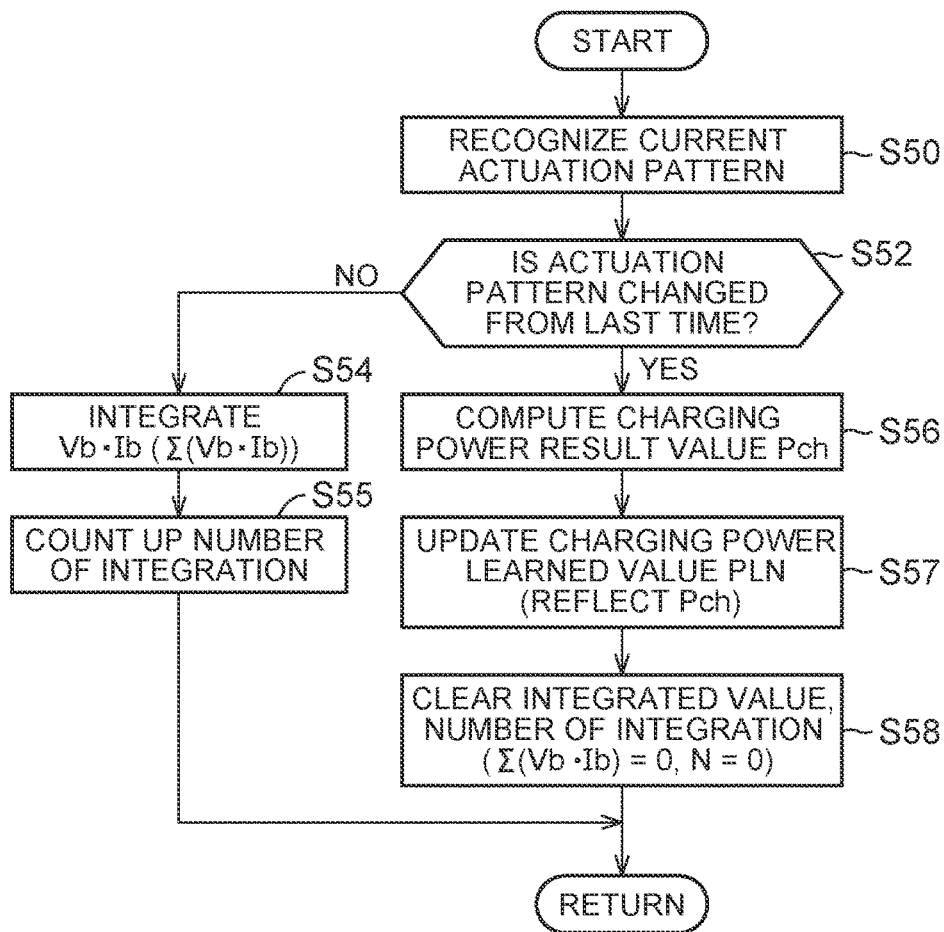 START
RECOGNIZE CURRENT
ACTUATION PATTERN
S50
IS ACTUATION
PATTERN CHANGED
FROM LAST TIME?
S52
NO
YES
S54
INTEGRATE
Vb•Ib ( Σ(Vb•Ib))
S55
COUNT UP NUMBER
OF INTEGRATION
COMPUTE CHARGING
POWER RESULT VALUE Pch
S56
UPDATE CHARGING POWER
LEARNED VALUE PLN
(REFLECT Pch)
S57
CLEAR INTEGRATED VALUE,
NUMBER OF INTEGRATION
( Σ(Vb •Ib) = 0, N = 0)
S58
RETURN